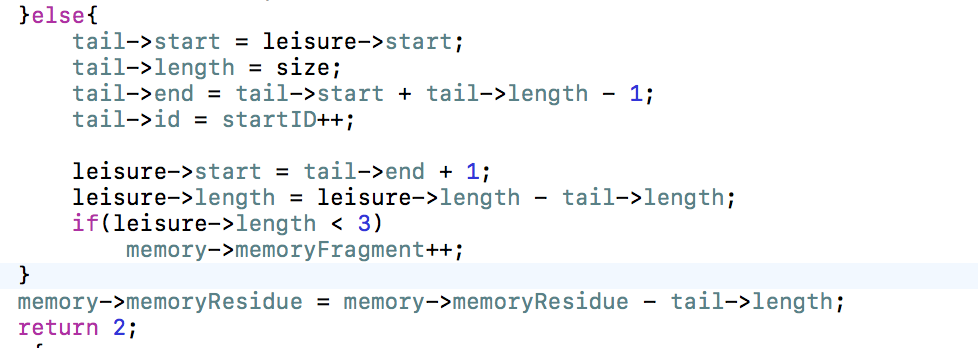 }else{
tail->start = leisure->start;
tail->length = size;
tail->end = tail->start + tail->length - 1;
tail->id = startID++;
leisure->start = tail->end + 1;
leisure->length = leisure->length - tail->length;
if(leisure->length < 3)
memory->memoryFragment++;
}
memory->memoryResidue = memory->memoryResidue - tail->length;
return 2;